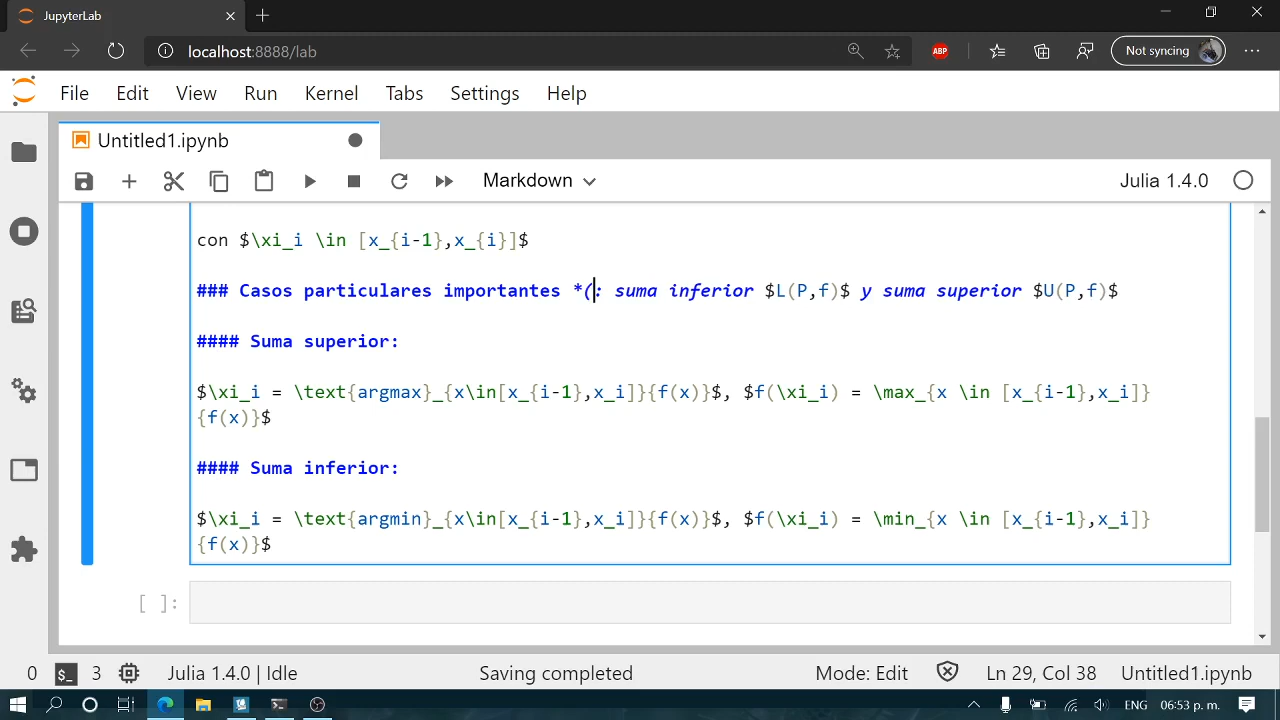 JupyterLab
localhost:8888/lab
ABP
Not syncing
File Edit View Run Kernel Tabs Settings Help
Untitled1.ipynb
Markdown
Julia 1.4.0
con $\xi_i \in [x_{i-1},x_{i}]$
### Casos particulares importantes *(: suma inferior $L(P,f)$ y suma superior $U(P,f)$
#### Suma superior:
$\xi_i = \text{argmax}_{x\in[x_{i-1},x_i]}{f(x)}$, $f(\xi_i) = \max_{x \in [x_{i-1},x_i]}
{f(x)}$
#### Suma inferior:
$\xi_i = \text{argmin}_{x\in[x_{i-1},x_i]}{f(x)}$, $f(\xi_i) = \min_{x \in [x_{i-1},x_i]}
{f(x)}$
[ ]:
0 $_ 3 Julia 1.4.0 | Idle Saving completed Mode: Edit Ln 29, Col 38 Untitled1.ipynb
ENG 06:53 p. m.